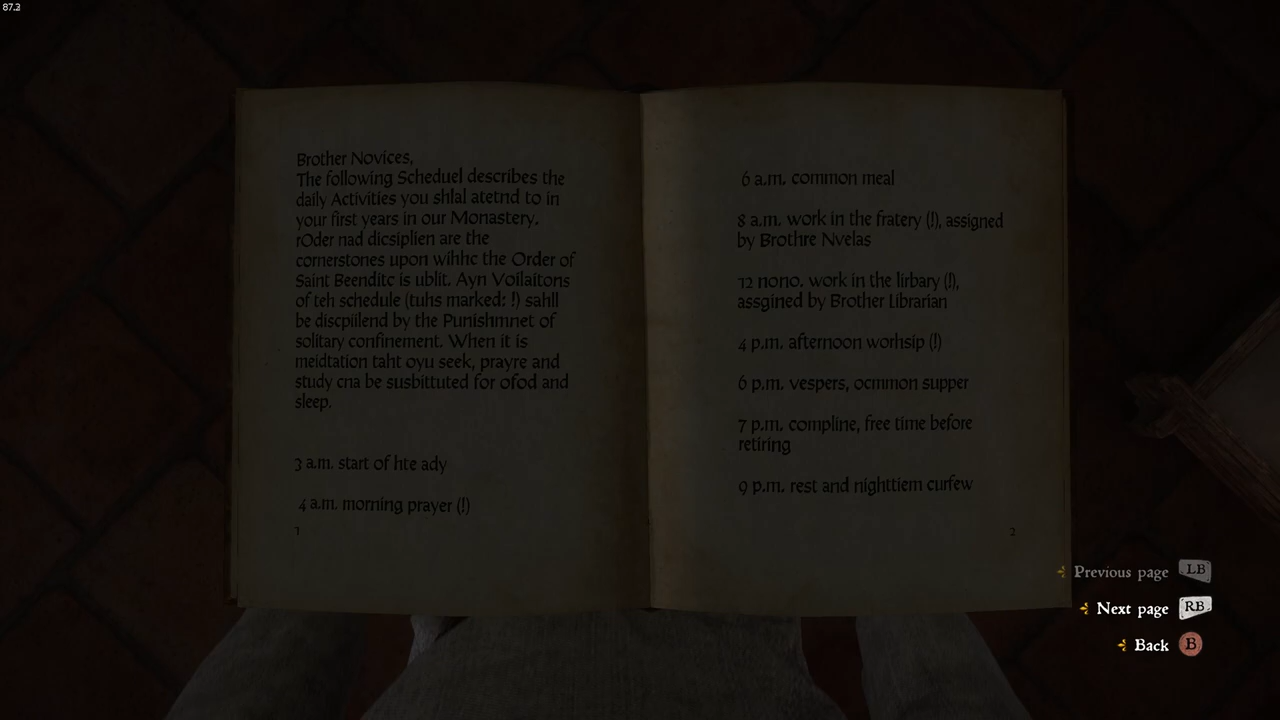 87.2
Brother Novices,
The following Scheduel describes the
daily Activities you shlal atetnd to in
your first years in our Monastery.
rOder nad dicsiplien are the
cornerstones upon wihhc the Order of
Saint Beenditc is ublit. Ayn Voilaitons
of teh schedule (tuhs marked: !) sahll
be discpiilend by the Punishmnet of
solitary confinement. When it is
meidtation taht oyu seek, prayre and
study cna be susbittuted for ofod and
sleep.
3 a.m. start of hte ady
4 a.m. morning prayer (!)
1
6 a.m. common meal
8 a.m. work in the fratery (!), assigned
by Brothre Nvelas
12 nono. work in the lirbary (!),
assgined by Brother Librarian
4 p.m. afternoon worhsip (!)
6 p.m. vespers, ocmmon supper
7 p.m. compline, free time before
retiring
9 p.m. rest and nighttiem curfew
2
Previous page LB
Next page RB
Back B